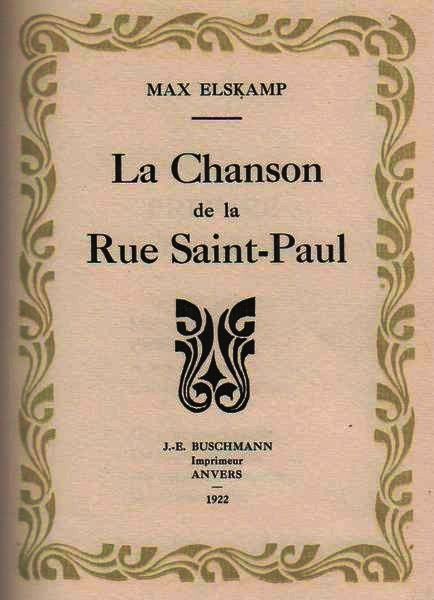 MAX ELSKAMP
La Chanson
de la
Rue Saint-Paul
J.-E. BUSCHMANN
Imprimeur
ANVERS
1922